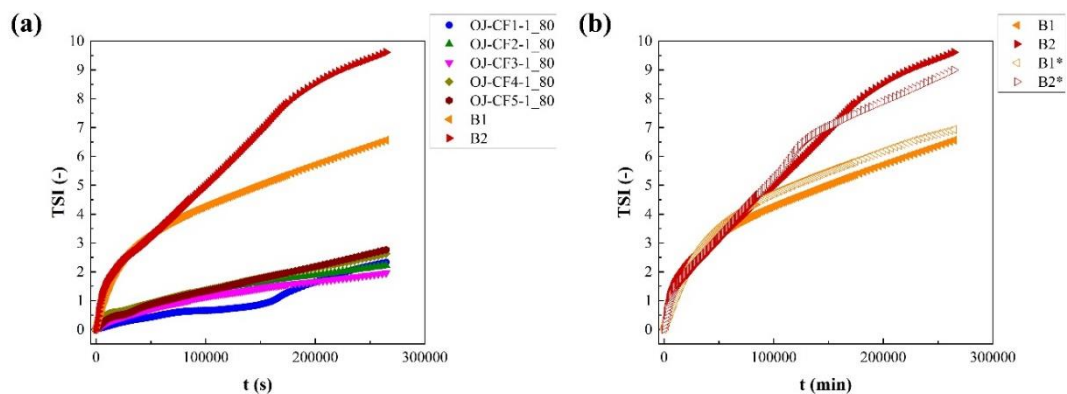 (a)
OJ-CF1-1_80
OJ-CF2-1_80
OJ-CF3-1_80
OJ-CF4-1_80
OJ-CF5-1_80
B1
B2
10
9
8
7
6
5
4
3
2
1
0
TSI (-)
0 100000 200000 300000
t (s)
(b)
B1
B2
B1*
B2*
10
9
8
7
6
5
4
3
2
1
0
TSI (-)
0 100000 200000 300000
t (min)